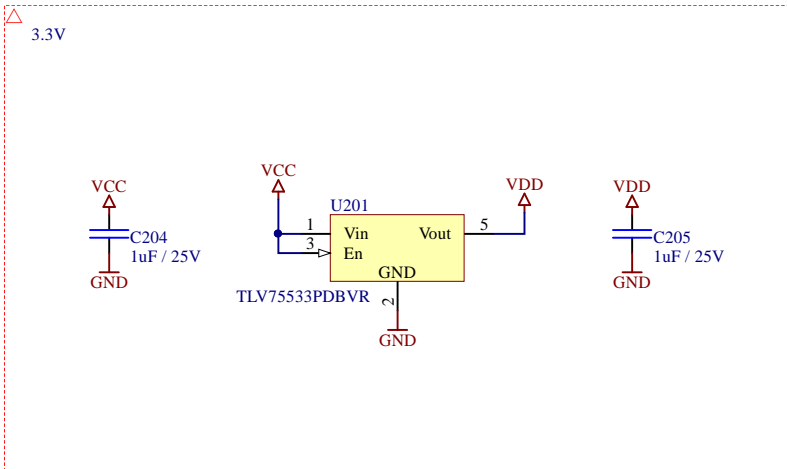 3.3V
VCC
C204
1uF / 25V
GND
VCC
U201
1
Vin
3
En
Vout
5
GND
2
TLV75533PDBVR
GND
VDD
VDD
C205
1uF / 25V
GND